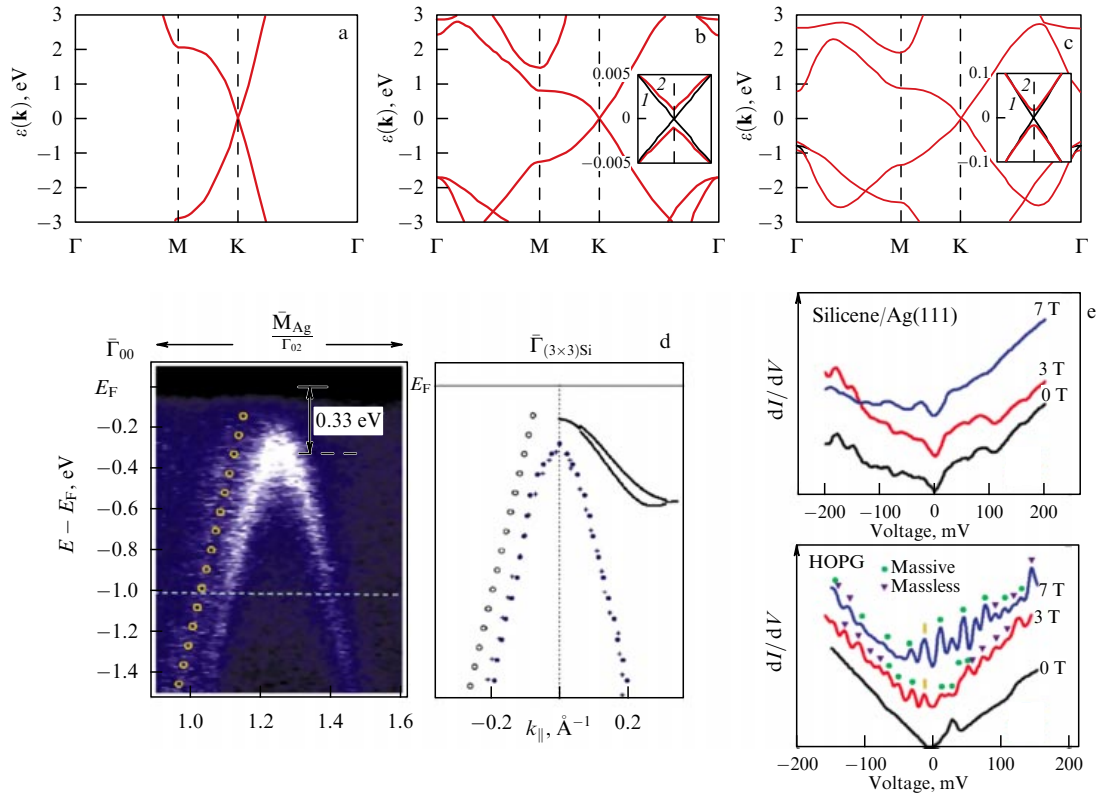 a
3
2
1
0
−1
−2
−3
ε(k), eV
Γ M K Γ
b
3
2
1
0
−1
−2
−3
ε(k), eV
0.005
0
−0.005
1 2
Γ M K Γ
c
3
2
1
0
−1
−2
−3
ε(k), eV
0.1
0
−0.1
1 2
Γ M K Γ
Γ̄00
M̄Ag
Γ02
EF
0.33 eV
−0.2
−0.4
−0.6
−0.8
−1.0
−1.2
−1.4
E − EF, eV
1.0 1.2 1.4 1.6
Γ̄(3×3)Si
d
EF
−0.2 0.2
k∥, Å−1
Silicene/Ag(111)
e
7 T
3 T
0 T
dI/dV
−200 −100 0 100 200
Voltage, mV
HOPG
Massive
Massless
7 T
3 T
0 T
dI/dV
−200 −100 0 100 200
Voltage, mV